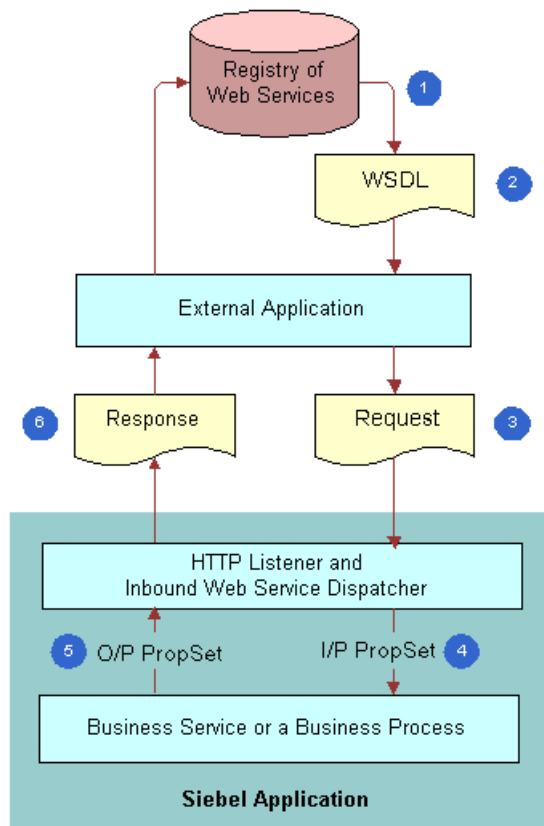 Registry of
Web Services
1
WSDL
2
External Application
6
Response
Request
3
HTTP Listener and
Inbound Web Service Dispatcher
5
O/P PropSet
I/P PropSet
4
Business Service or a Business Process
Siebel Application